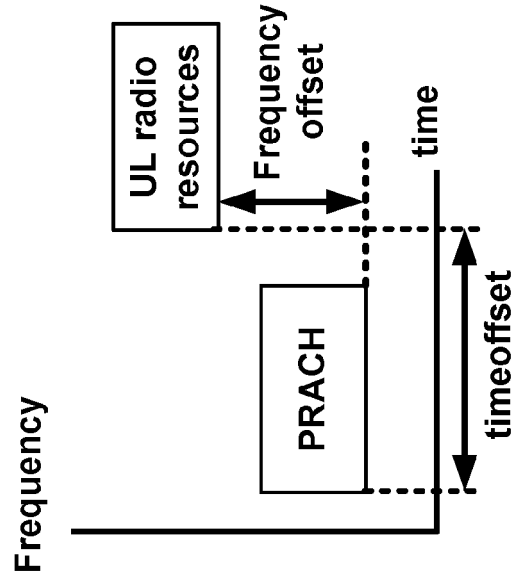 Frequency
PRACH
UL radio
resources
Frequency
offset
time
timeoffset